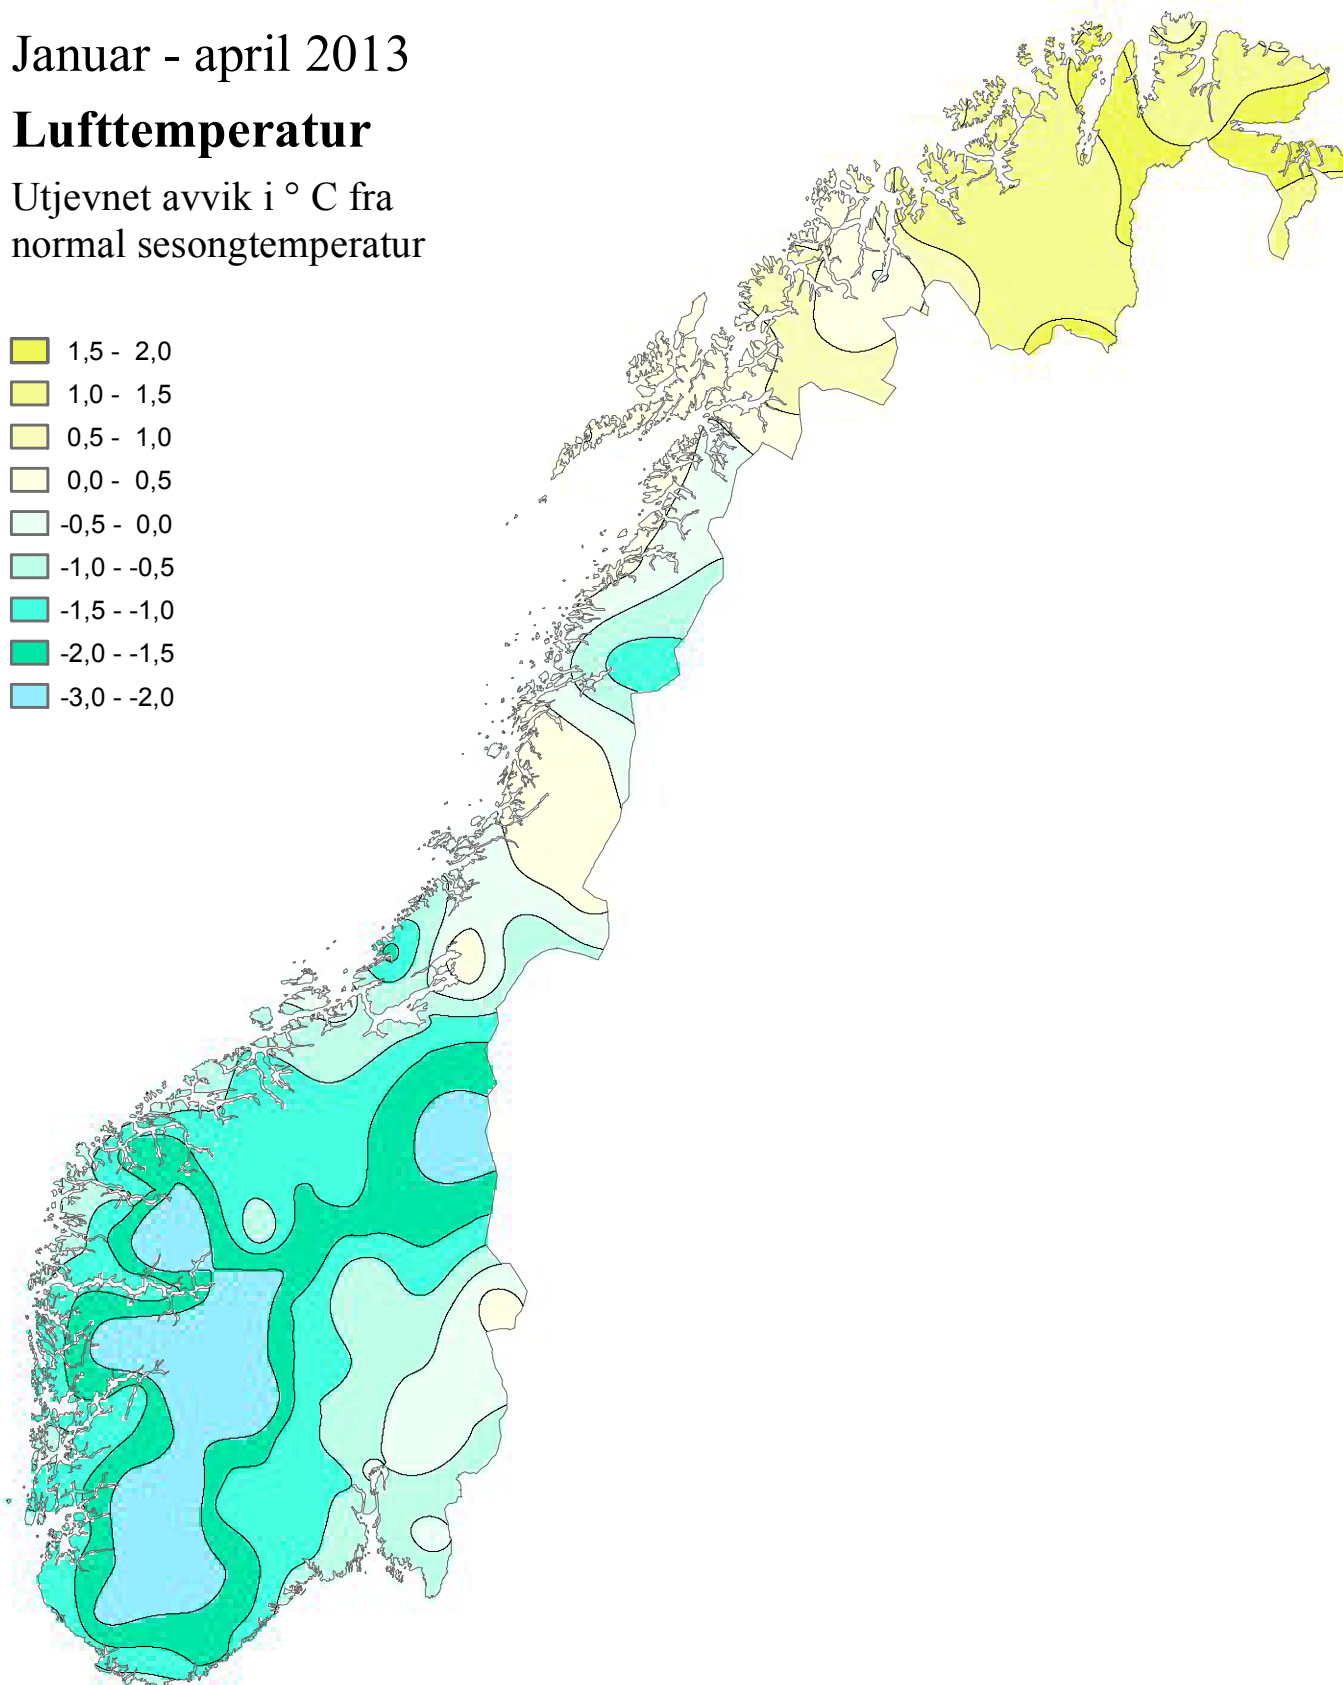 Januar - april 2013
Lufttemperatur
Utjevnet avvik i ° C fra
normal sesongtemperatur
1,5 - 2,0
1,0 - 1,5
0,5 - 1,0
0,0 - 0,5
-0,5 - 0,0
-1,0 - -0,5
-1,5 - -1,0
-2,0 - -1,5
-3,0 - -2,0